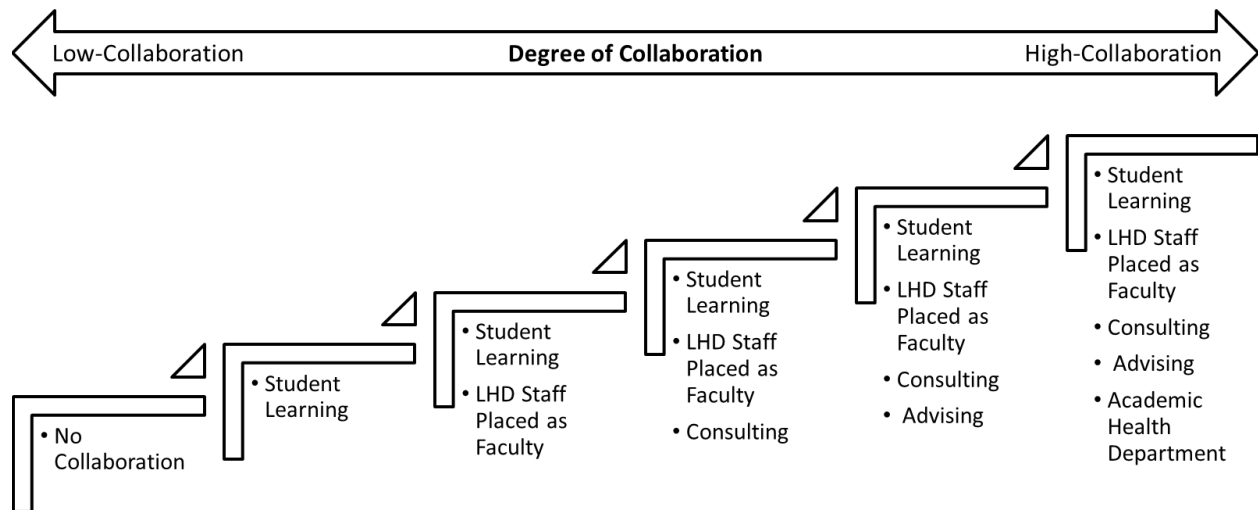 Low-Collaboration
Degree of Collaboration
High-Collaboration
• No
Collaboration
• Student
Learning
• Student
Learning
• LHD Staff
Placed as
Faculty
• Student
Learning
• LHD Staff
Placed as
Faculty
• Consulting
• Student
Learning
• LHD Staff
Placed as
Faculty
• Consulting
• Advising
• Student
Learning
• LHD Staff
Placed as
Faculty
• Consulting
• Advising
• Academic
Health
Department